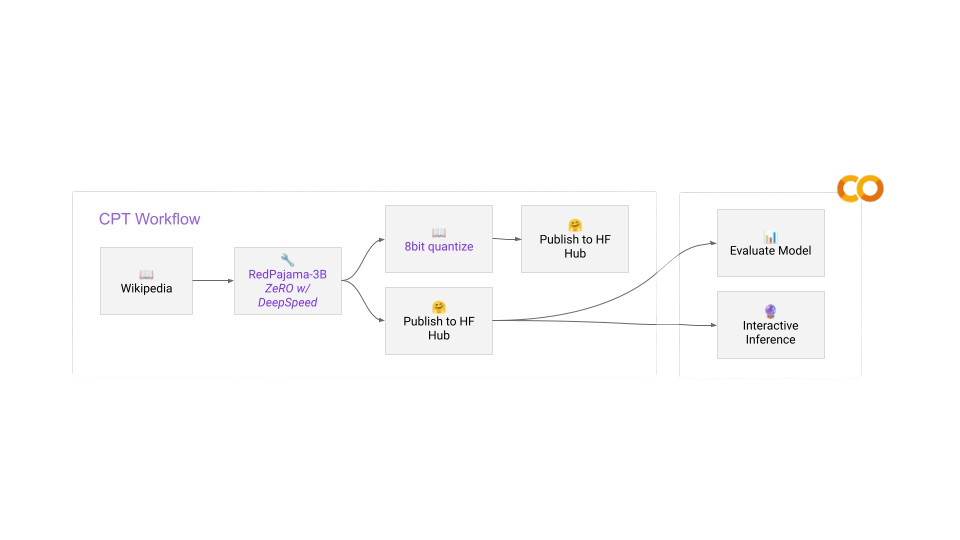 CPT Workflow
Wikipedia
RedPajama-3B
ZeRO w/
DeepSpeed
8bit quantize
Publish to HF
Hub
Publish to HF
Hub
Evaluate Model
Interactive
Inference